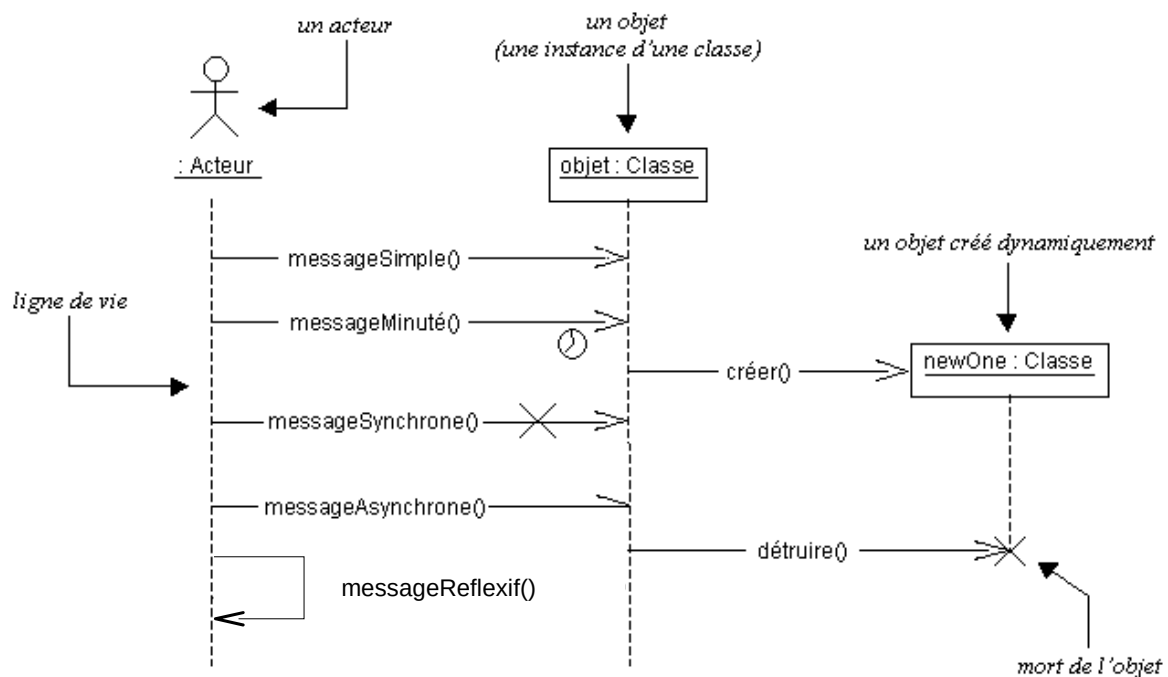 un acteur
un objet
(une instance d'une classe)
: Acteur
objet : Classe
messageSimple()
un objet créé dynamiquement
ligne de vie
messageMinuté()
créer()
newOne : Classe
messageSynchrone()
messageAsynchrone()
détruire()
messageReflexif()
mort de l'objet